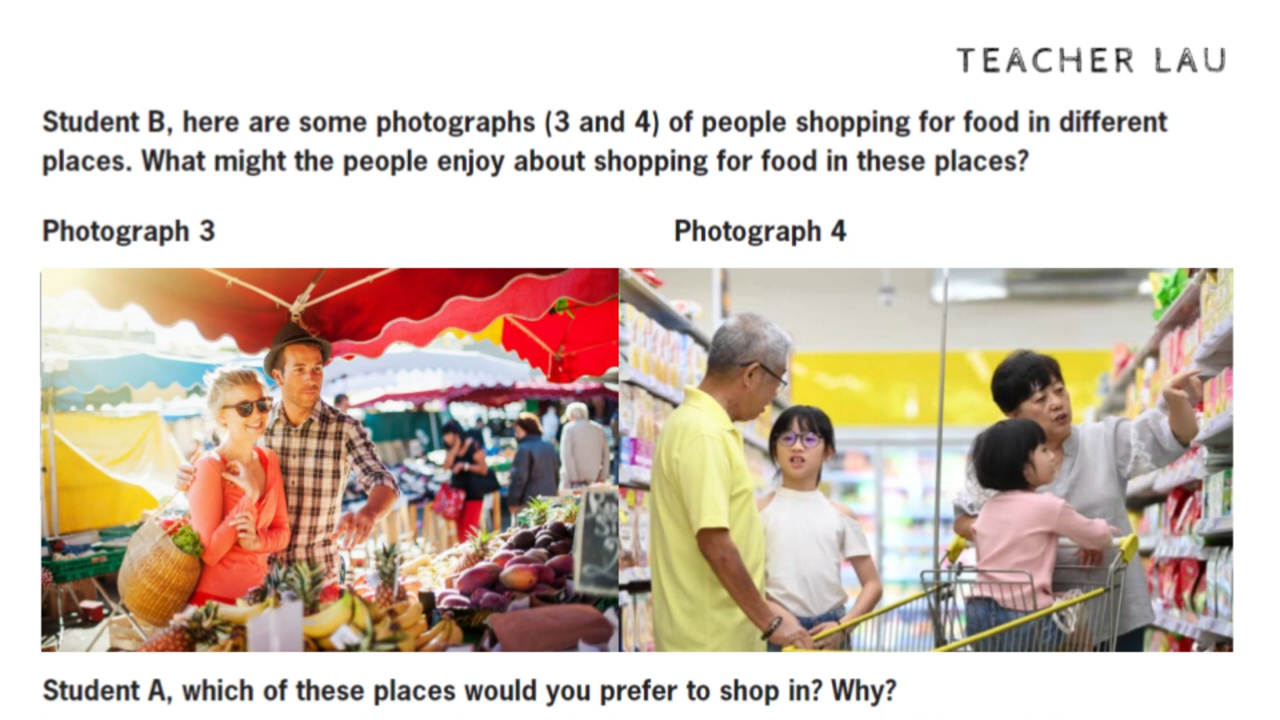 TEACHER LAU
Student B, here are some photographs (3 and 4) of people shopping for food in different
places. What might the people enjoy about shopping for food in these places?
Photograph 3
Photograph 4
Student A, which of these places would you prefer to shop in? Why?